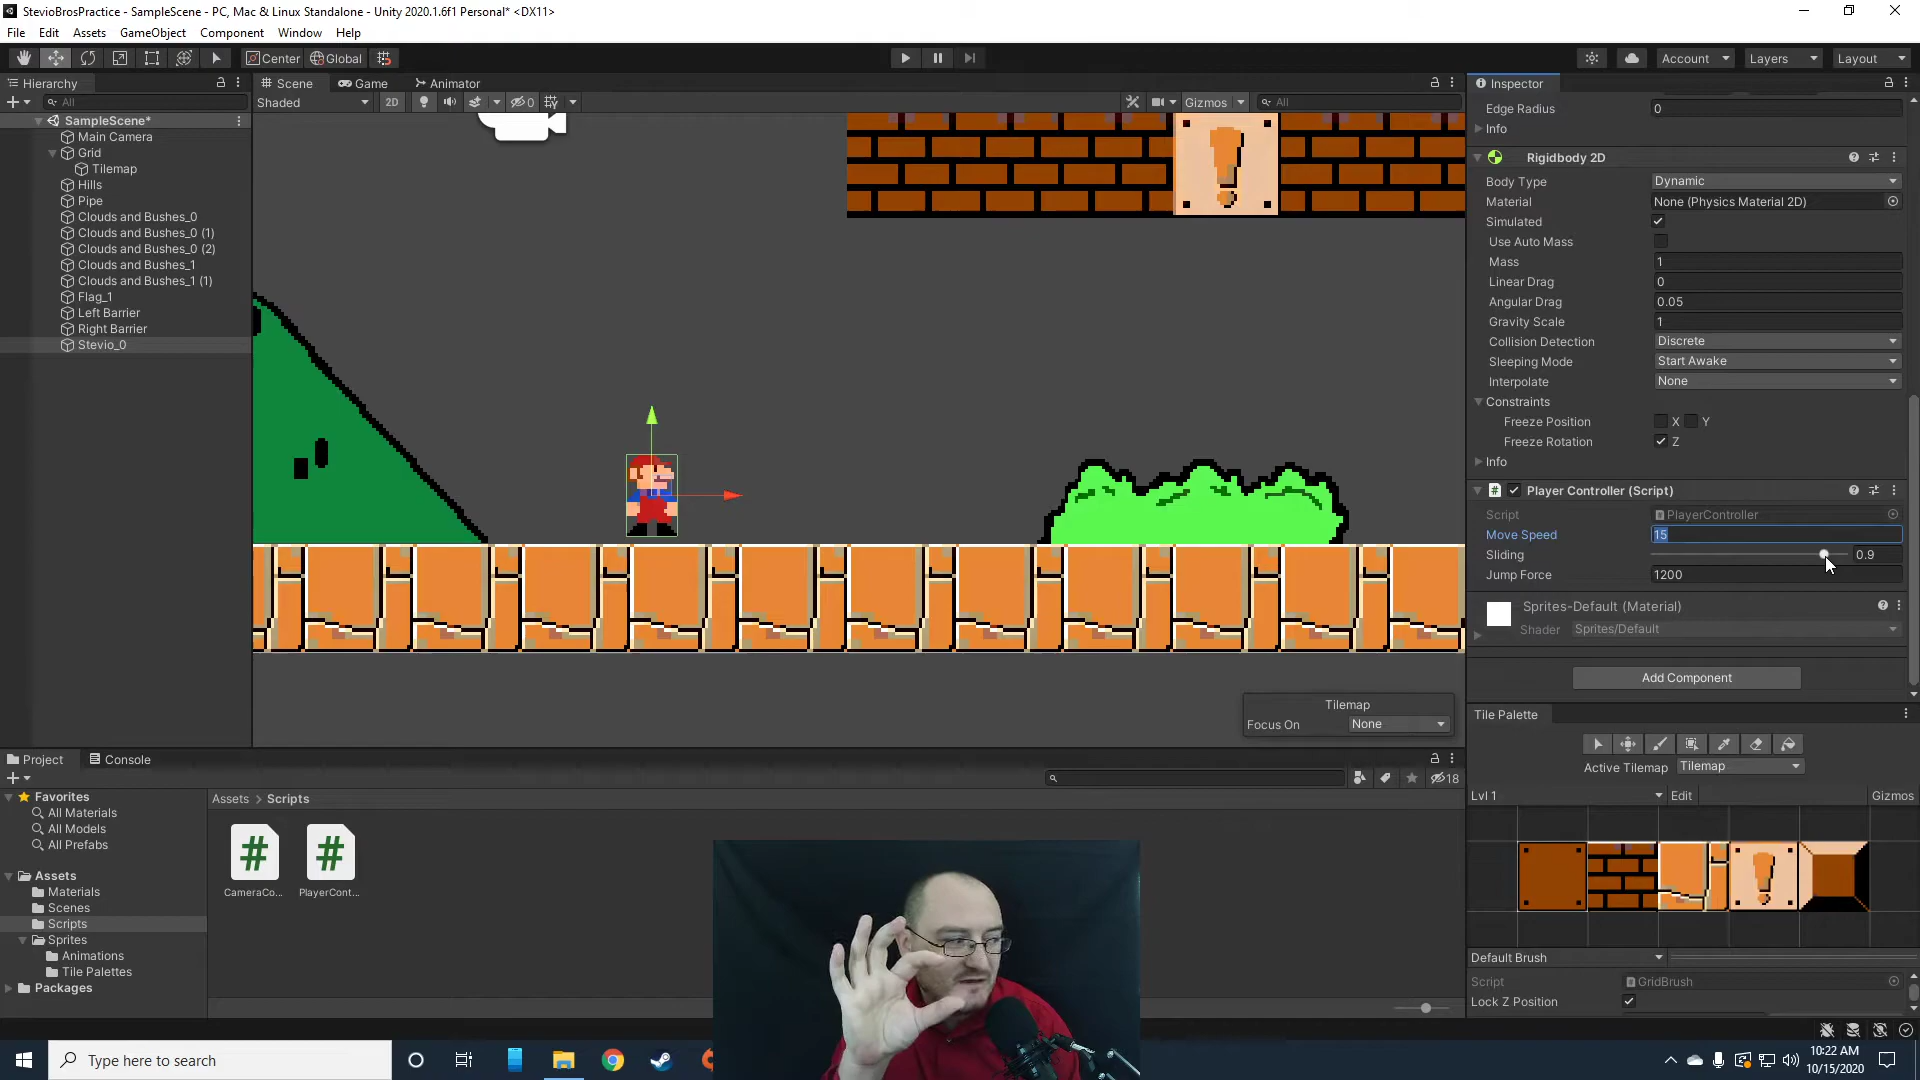 StevioBrosPractice - SampleScene - PC, Mac & Linux Standalone - Unity 2020.1.6f1 Personal* <DX11>
File Edit Assets GameObject Component Window Help
Center Global Account Layers Layout
Hierarchy
All
SampleScene*
Main Camera
Grid
Tilemap
Hills
Pipe
Clouds and Bushes_0
Clouds and Bushes_0 (1)
Clouds and Bushes_0 (2)
Clouds and Bushes_1
Clouds and Bushes_1 (1)
Flag_1
Left Barrier
Right Barrier
Stevio_0
Scene Game Animator
Shaded 2D 0 Gizmos All
Tilemap
Focus On None
Inspector
Edge Radius 0
Info
Rigidbody 2D
Body Type Dynamic
Material None (Physics Material 2D)
Simulated
Use Auto Mass
Mass 1
Linear Drag 0
Angular Drag 0.05
Gravity Scale 1
Collision Detection Discrete
Sleeping Mode Start Awake
Interpolate None
Constraints
Freeze Position X Y
Freeze Rotation Z
Info
# Player Controller (Script)
Script PlayerController
Move Speed 15
Sliding 0.9
Jump Force 1200
Sprites-Default (Material)
Shader Sprites/Default
Add Component
Tile Palette
Active Tilemap Tilemap
Lvl 1 Edit Gizmos
Default Brush
Script GridBrush
Lock Z Position
Project Console
18
Favorites
All Materials
All Models
All Prefabs
Assets
Materials
Scenes
Scripts
Sprites
Animations
Tile Palettes
Packages
Assets > Scripts
# #
CameraCo... PlayerCont...
Type here to search
10:22 AM
10/15/2020